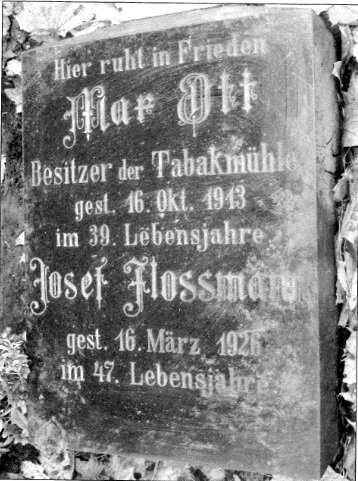 Hier ruht in Frieden
Max Ott
Besitzer der Tabakmühle
gest. 16. Okt. 1913
im 39. Lebensjahre
Josef Flossmann
gest. 16. März 1926
im 47. Lebensjahre